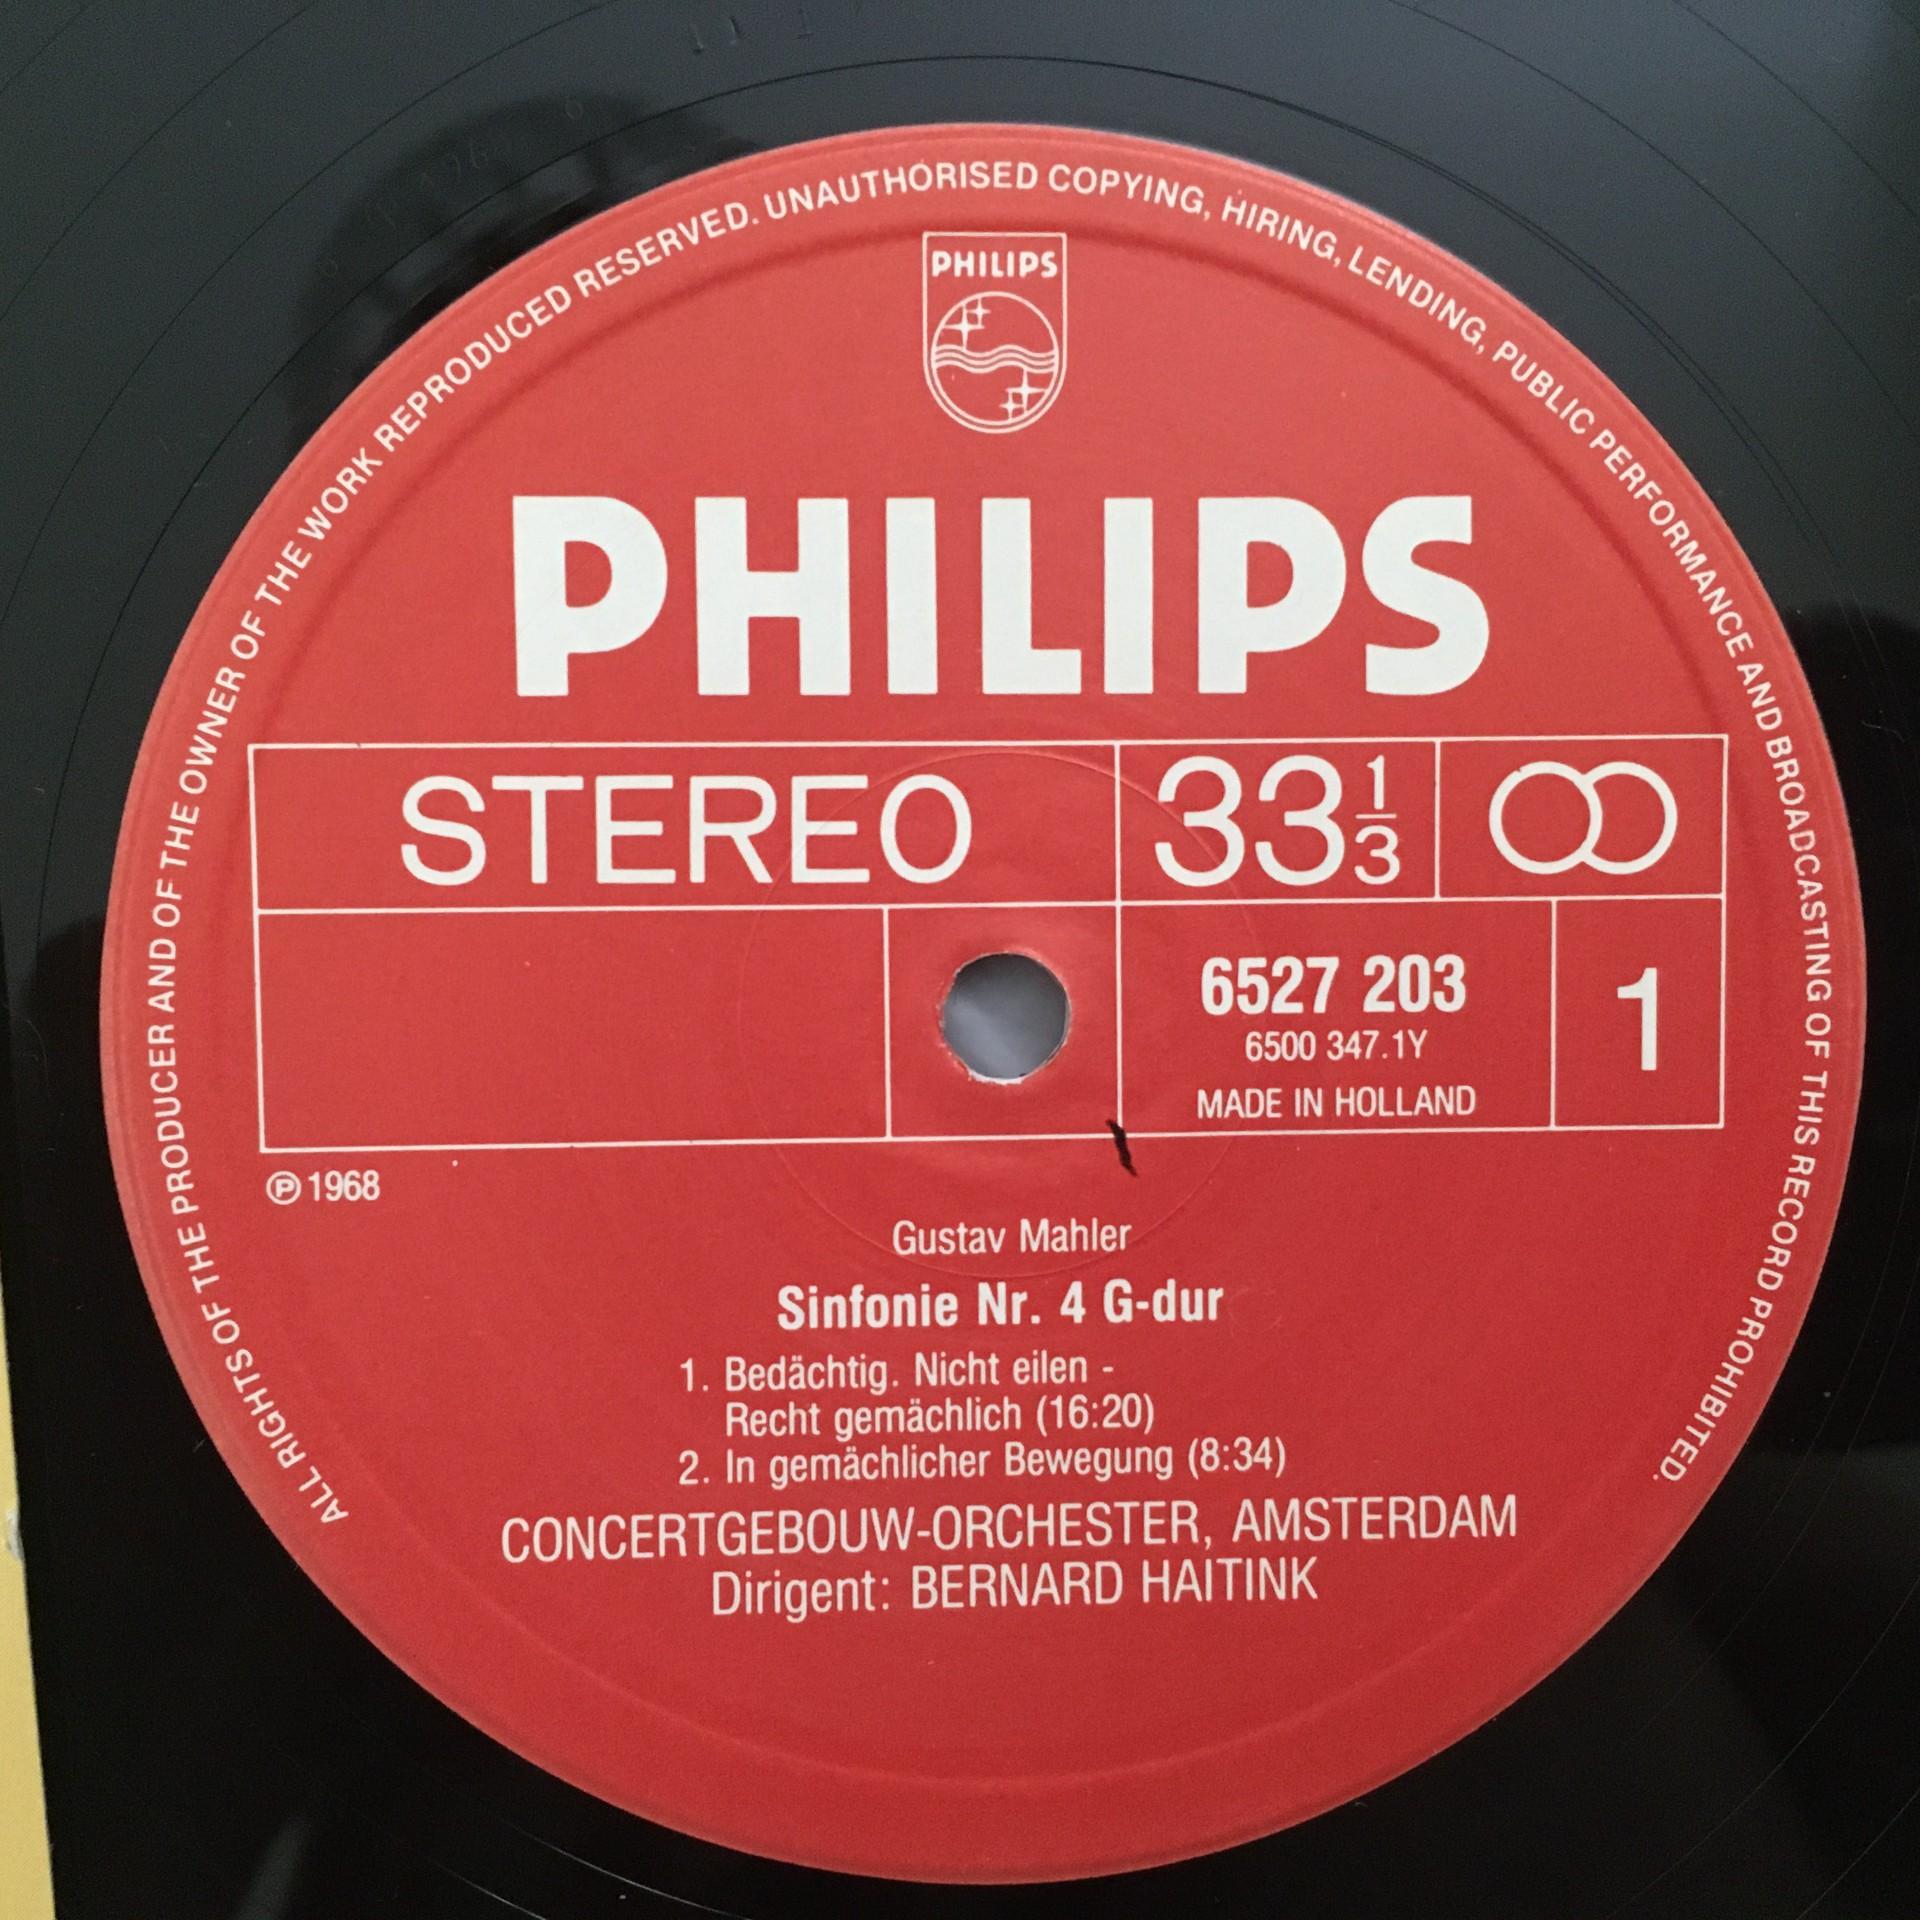 ALL RIGHTS OF THE PRODUCER AND OF THE OWNER OF THE WORK REPRODUCED RESERVED. UNAUTHORISED COPYING, HIRING, LENDING, PUBLIC PERFORMANCE AND BROADCASTING OF THIS RECORD PROHIBITED.
PHILIPS
PHILIPS
STEREO
33 1/3
6527 203
6500 347.1Y
MADE IN HOLLAND
1
℗ 1968
Gustav Mahler
Sinfonie Nr. 4 G-dur
1. Bedächtig. Nicht eilen -
Recht gemächlich (16:20)
2. In gemächlicher Bewegung (8:34)
CONCERTGEBOUW-ORCHESTER, AMSTERDAM
Dirigent: BERNARD HAITINK